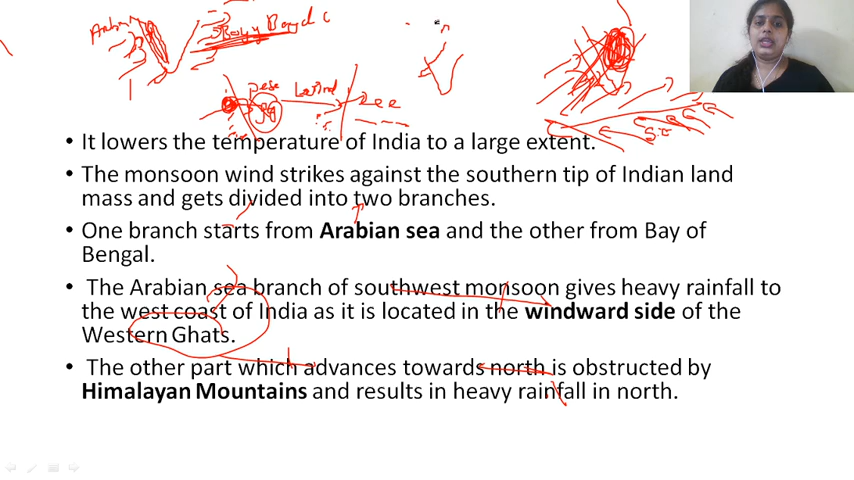 Bay Bengal
• It lowers the temperature of India to a large extent.
• The monsoon wind strikes against the southern tip of Indian land
mass and gets divided into two branches.
• One branch starts from Arabian sea and the other from Bay of
Bengal.
• The Arabian sea branch of southwest monsoon gives heavy rainfall to
the west coast of India as it is located in the windward side of the
Western Ghats.
• The other part which advances towards north is obstructed by
Himalayan Mountains and results in heavy rainfall in north.